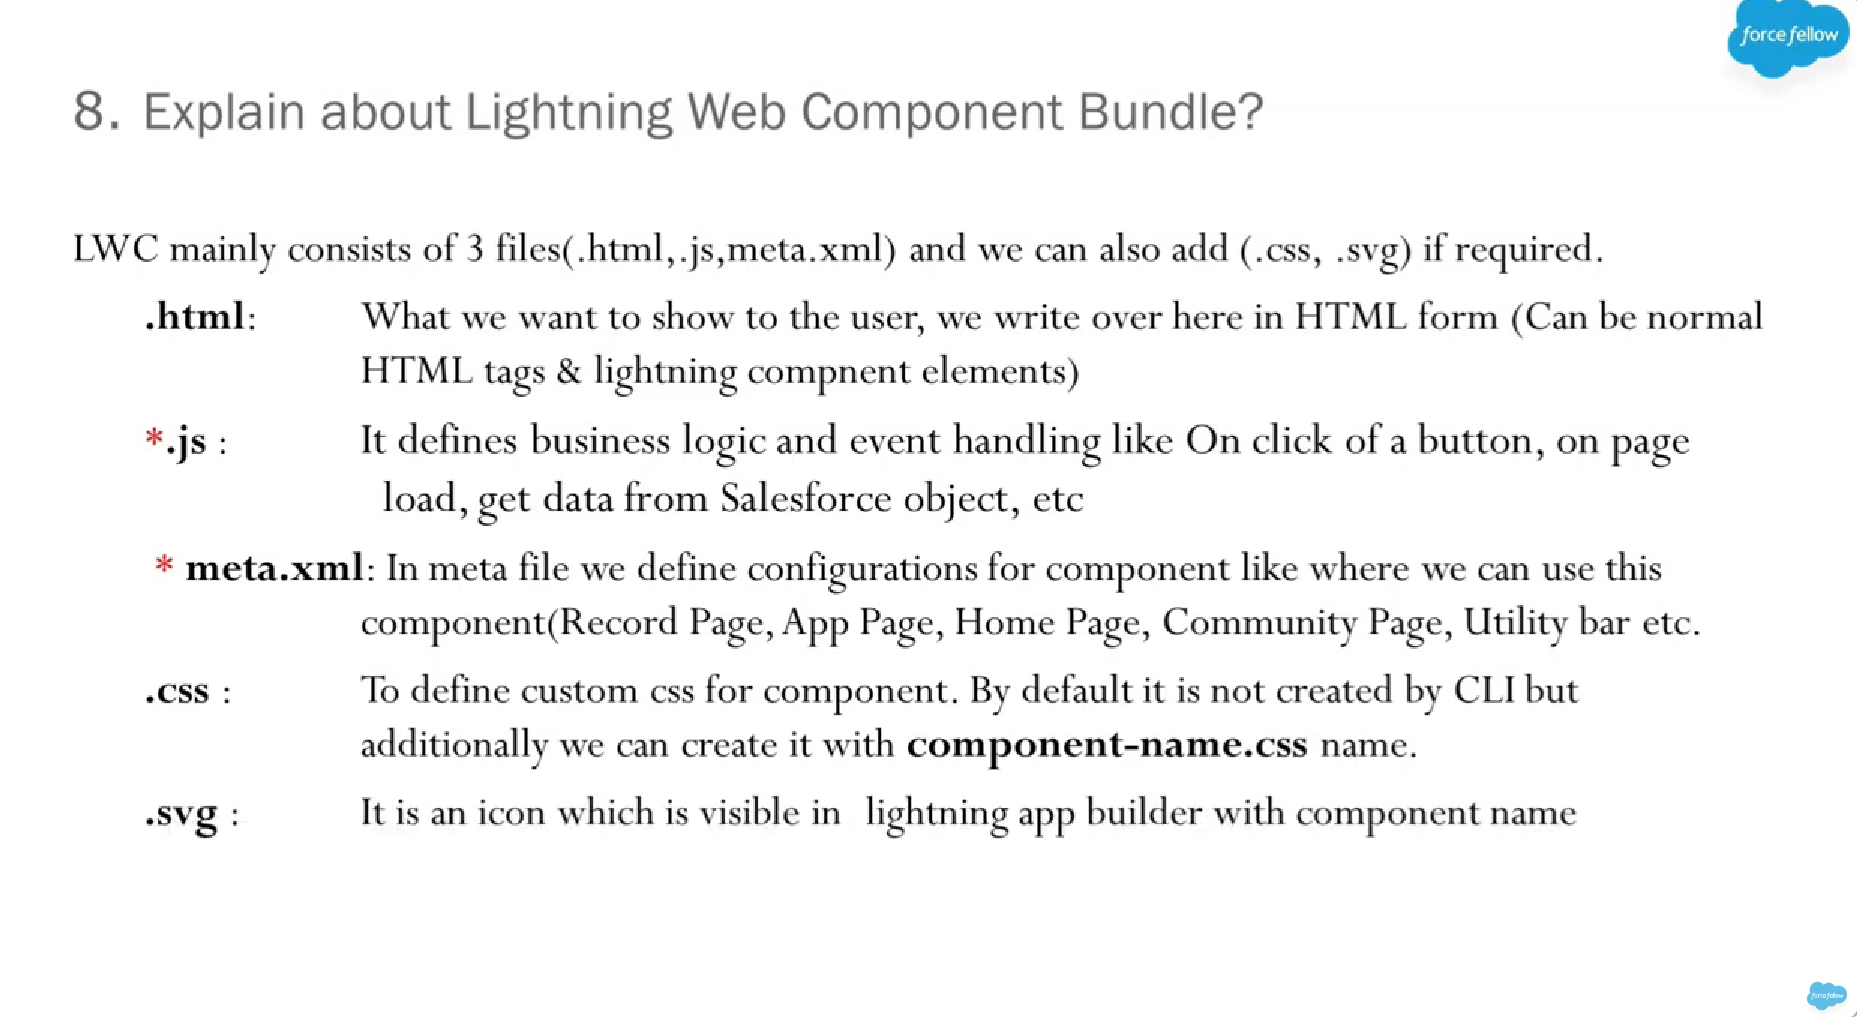 force fellow
8. Explain about Lightning Web Component Bundle?
LWC mainly consists of 3 files(.html,.js,meta.xml) and we can also add (.css, .svg) if required.
.html: What we want to show to the user, we write over here in HTML form (Can be normal
HTML tags & lightning compnent elements)
*.js : It defines business logic and event handling like On click of a button, on page
load, get data from Salesforce object, etc
* meta.xml: In meta file we define configurations for component like where we can use this
component(Record Page, App Page, Home Page, Community Page, Utility bar etc.
.css : To define custom css for component. By default it is not created by CLI but
additionally we can create it with component-name.css name.
.svg : It is an icon which is visible in lightning app builder with component name
force fellow